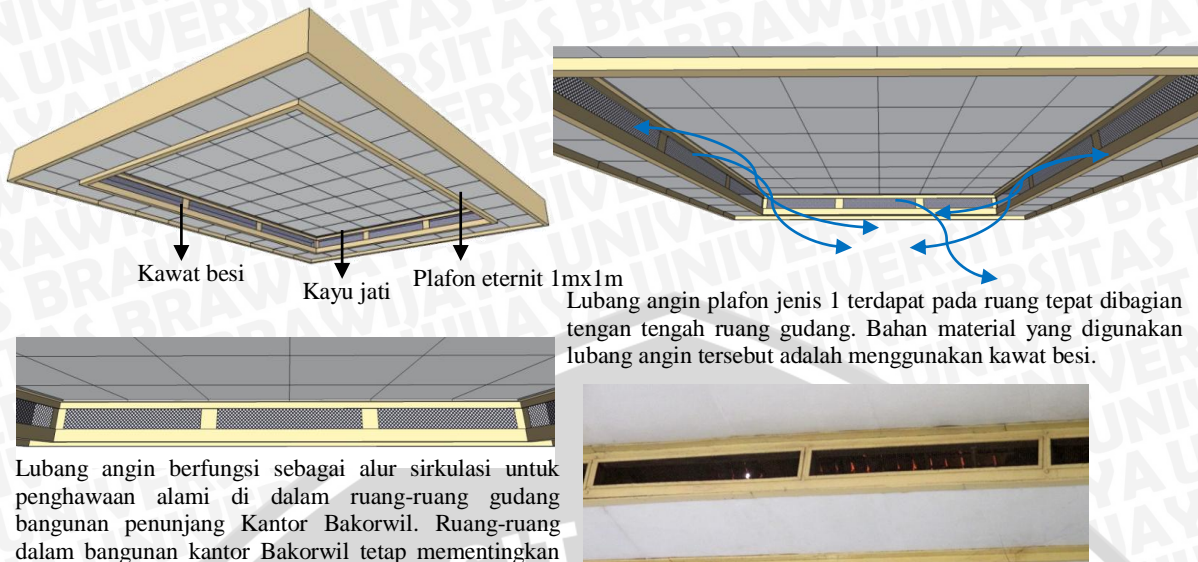 Kawat besi
Kayu jati
Plafon eternit 1mx1m
Lubang angin plafon jenis 1 terdapat pada ruang tepat dibagian
tengan tengah ruang gudang. Bahan material yang digunakan
lubang angin tersebut adalah menggunakan kawat besi.
Lubang angin berfungsi sebagai alur sirkulasi untuk
penghawaan alami di dalam ruang-ruang gudang
bangunan penunjang Kantor Bakorwil. Ruang-ruang
dalam bangunan kantor Bakorwil tetap mementingkan